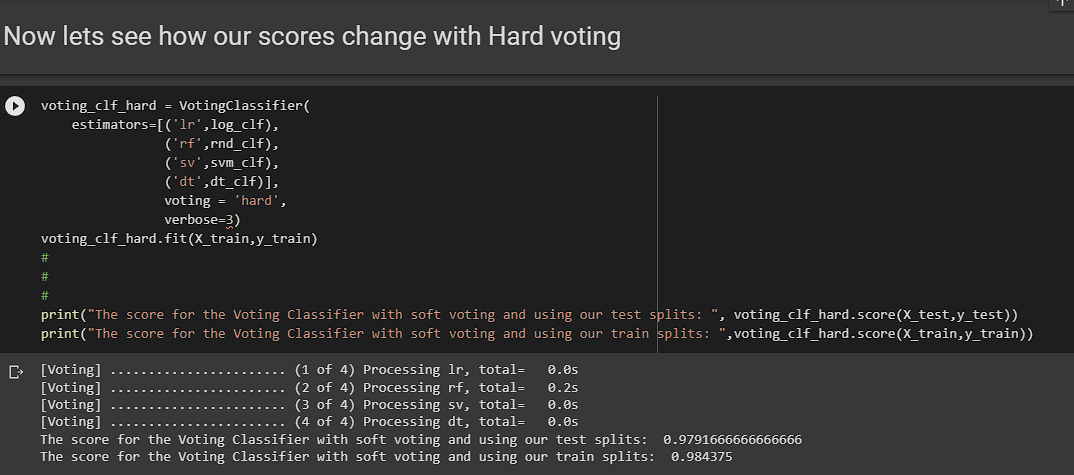 Now lets see how our scores change with Hard voting
voting_clf_hard = VotingClassifier(
    estimators=[('lr',log_clf),
                ('rf',rnd_clf),
                ('sv',svm_clf),
                ('dt',dt_clf)],
                voting = 'hard',
                verbose=3)
voting_clf_hard.fit(X_train,y_train)
#
#
#
print("The score for the Voting Classifier with soft voting and using our test splits: ", voting_clf_hard.score(X_test,y_test))
print("The score for the Voting Classifier with soft voting and using our train splits: ",voting_clf_hard.score(X_train,y_train))
[Voting] ....................... (1 of 4) Processing lr, total=   0.0s
[Voting] ....................... (2 of 4) Processing rf, total=   0.2s
[Voting] ....................... (3 of 4) Processing sv, total=   0.0s
[Voting] ....................... (4 of 4) Processing dt, total=   0.0s
The score for the Voting Classifier with soft voting and using our test splits:  0.9791666666666666
The score for the Voting Classifier with soft voting and using our train splits:  0.984375